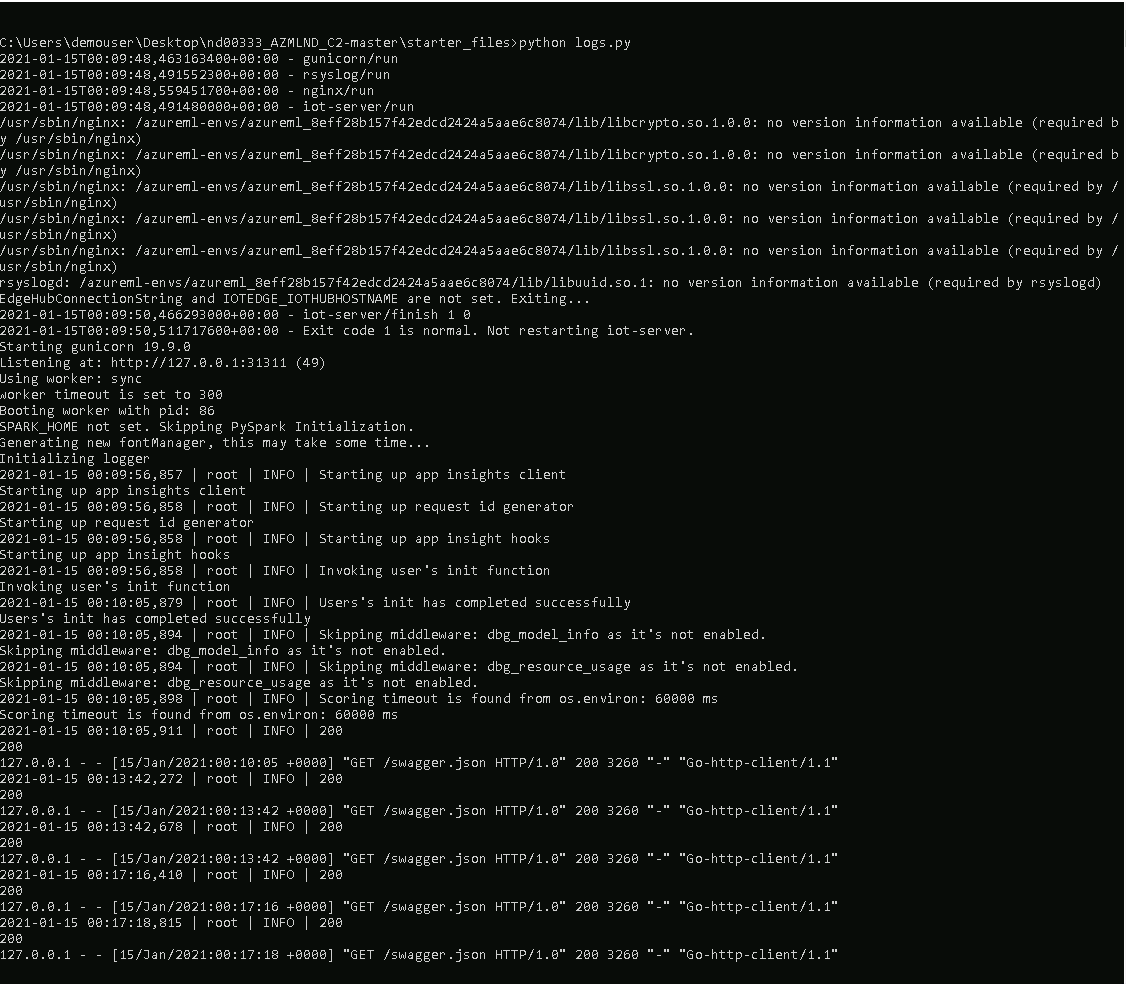 C:\Users\demouser\Desktop\nd00333_AZMLND_C2-master\starter_files>python logs.py
2021-01-15T00:09:48,463163400+00:00 - gunicorn/run
2021-01-15T00:09:48,491552300+00:00 - rsyslog/run
2021-01-15T00:09:48,559451700+00:00 - nginx/run
2021-01-15T00:09:48,491480000+00:00 - iot-server/run
/usr/sbin/nginx: /azureml-envs/azureml_8eff28b157f42edcd2424a5aae6c8074/lib/libcrypto.so.1.0.0: no version information available (required b
y /usr/sbin/nginx)
/usr/sbin/nginx: /azureml-envs/azureml_8eff28b157f42edcd2424a5aae6c8074/lib/libcrypto.so.1.0.0: no version information available (required b
y /usr/sbin/nginx)
/usr/sbin/nginx: /azureml-envs/azureml_8eff28b157f42edcd2424a5aae6c8074/lib/libssl.so.1.0.0: no version information available (required by /
usr/sbin/nginx)
/usr/sbin/nginx: /azureml-envs/azureml_8eff28b157f42edcd2424a5aae6c8074/lib/libssl.so.1.0.0: no version information available (required by /
usr/sbin/nginx)
/usr/sbin/nginx: /azureml-envs/azureml_8eff28b157f42edcd2424a5aae6c8074/lib/libssl.so.1.0.0: no version information available (required by /
usr/sbin/nginx)
rsyslogd: /azureml-envs/azureml_8eff28b157f42edcd2424a5aae6c8074/lib/libuuid.so.1: no version information available (required by rsyslogd)
EdgeHubConnectionString and IOTEDGE_IOTHUBHOSTNAME are not set. Exiting...
2021-01-15T00:09:50,466293000+00:00 - iot-server/finish 1 0
2021-01-15T00:09:50,511717600+00:00 - Exit code 1 is normal. Not restarting iot-server.
Starting gunicorn 19.9.0
Listening at: http://127.0.0.1:31311 (49)
Using worker: sync
worker timeout is set to 300
Booting worker with pid: 86
SPARK_HOME not set. Skipping PySpark Initialization.
Generating new fontManager, this may take some time...
Initializing logger
2021-01-15 00:09:56,857 | root | INFO | Starting up app insights client
Starting up app insights client
2021-01-15 00:09:56,858 | root | INFO | Starting up request id generator
Starting up request id generator
2021-01-15 00:09:56,858 | root | INFO | Starting up app insight hooks
Starting up app insight hooks
2021-01-15 00:09:56,858 | root | INFO | Invoking user's init function
Invoking user's init function
2021-01-15 00:10:05,879 | root | INFO | Users's init has completed successfully
Users's init has completed successfully
2021-01-15 00:10:05,894 | root | INFO | Skipping middleware: dbg_model_info as it's not enabled.
Skipping middleware: dbg_model_info as it's not enabled.
2021-01-15 00:10:05,894 | root | INFO | Skipping middleware: dbg_resource_usage as it's not enabled.
Skipping middleware: dbg_resource_usage as it's not enabled.
2021-01-15 00:10:05,898 | root | INFO | Scoring timeout is found from os.environ: 60000 ms
Scoring timeout is found from os.environ: 60000 ms
2021-01-15 00:10:05,911 | root | INFO | 200
200
127.0.0.1 - - [15/Jan/2021:00:10:05 +0000] "GET /swagger.json HTTP/1.0" 200 3260 "-" "Go-http-client/1.1"
2021-01-15 00:13:42,272 | root | INFO | 200
200
127.0.0.1 - - [15/Jan/2021:00:13:42 +0000] "GET /swagger.json HTTP/1.0" 200 3260 "-" "Go-http-client/1.1"
2021-01-15 00:13:42,678 | root | INFO | 200
200
127.0.0.1 - - [15/Jan/2021:00:13:42 +0000] "GET /swagger.json HTTP/1.0" 200 3260 "-" "Go-http-client/1.1"
2021-01-15 00:17:16,410 | root | INFO | 200
200
127.0.0.1 - - [15/Jan/2021:00:17:16 +0000] "GET /swagger.json HTTP/1.0" 200 3260 "-" "Go-http-client/1.1"
2021-01-15 00:17:18,815 | root | INFO | 200
200
127.0.0.1 - - [15/Jan/2021:00:17:18 +0000] "GET /swagger.json HTTP/1.0" 200 3260 "-" "Go-http-client/1.1"